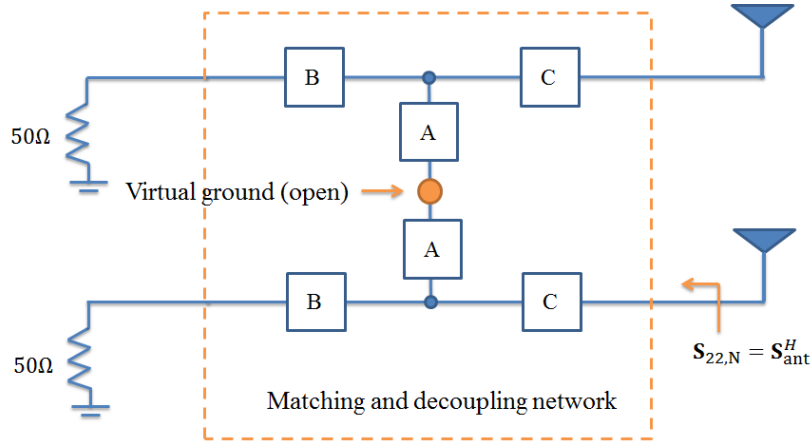 B
C
50Ω
A
Virtual ground (open)
A
B
C
50Ω
S₂₂,N = Sᴴₐₙₜ
Matching and decoupling network